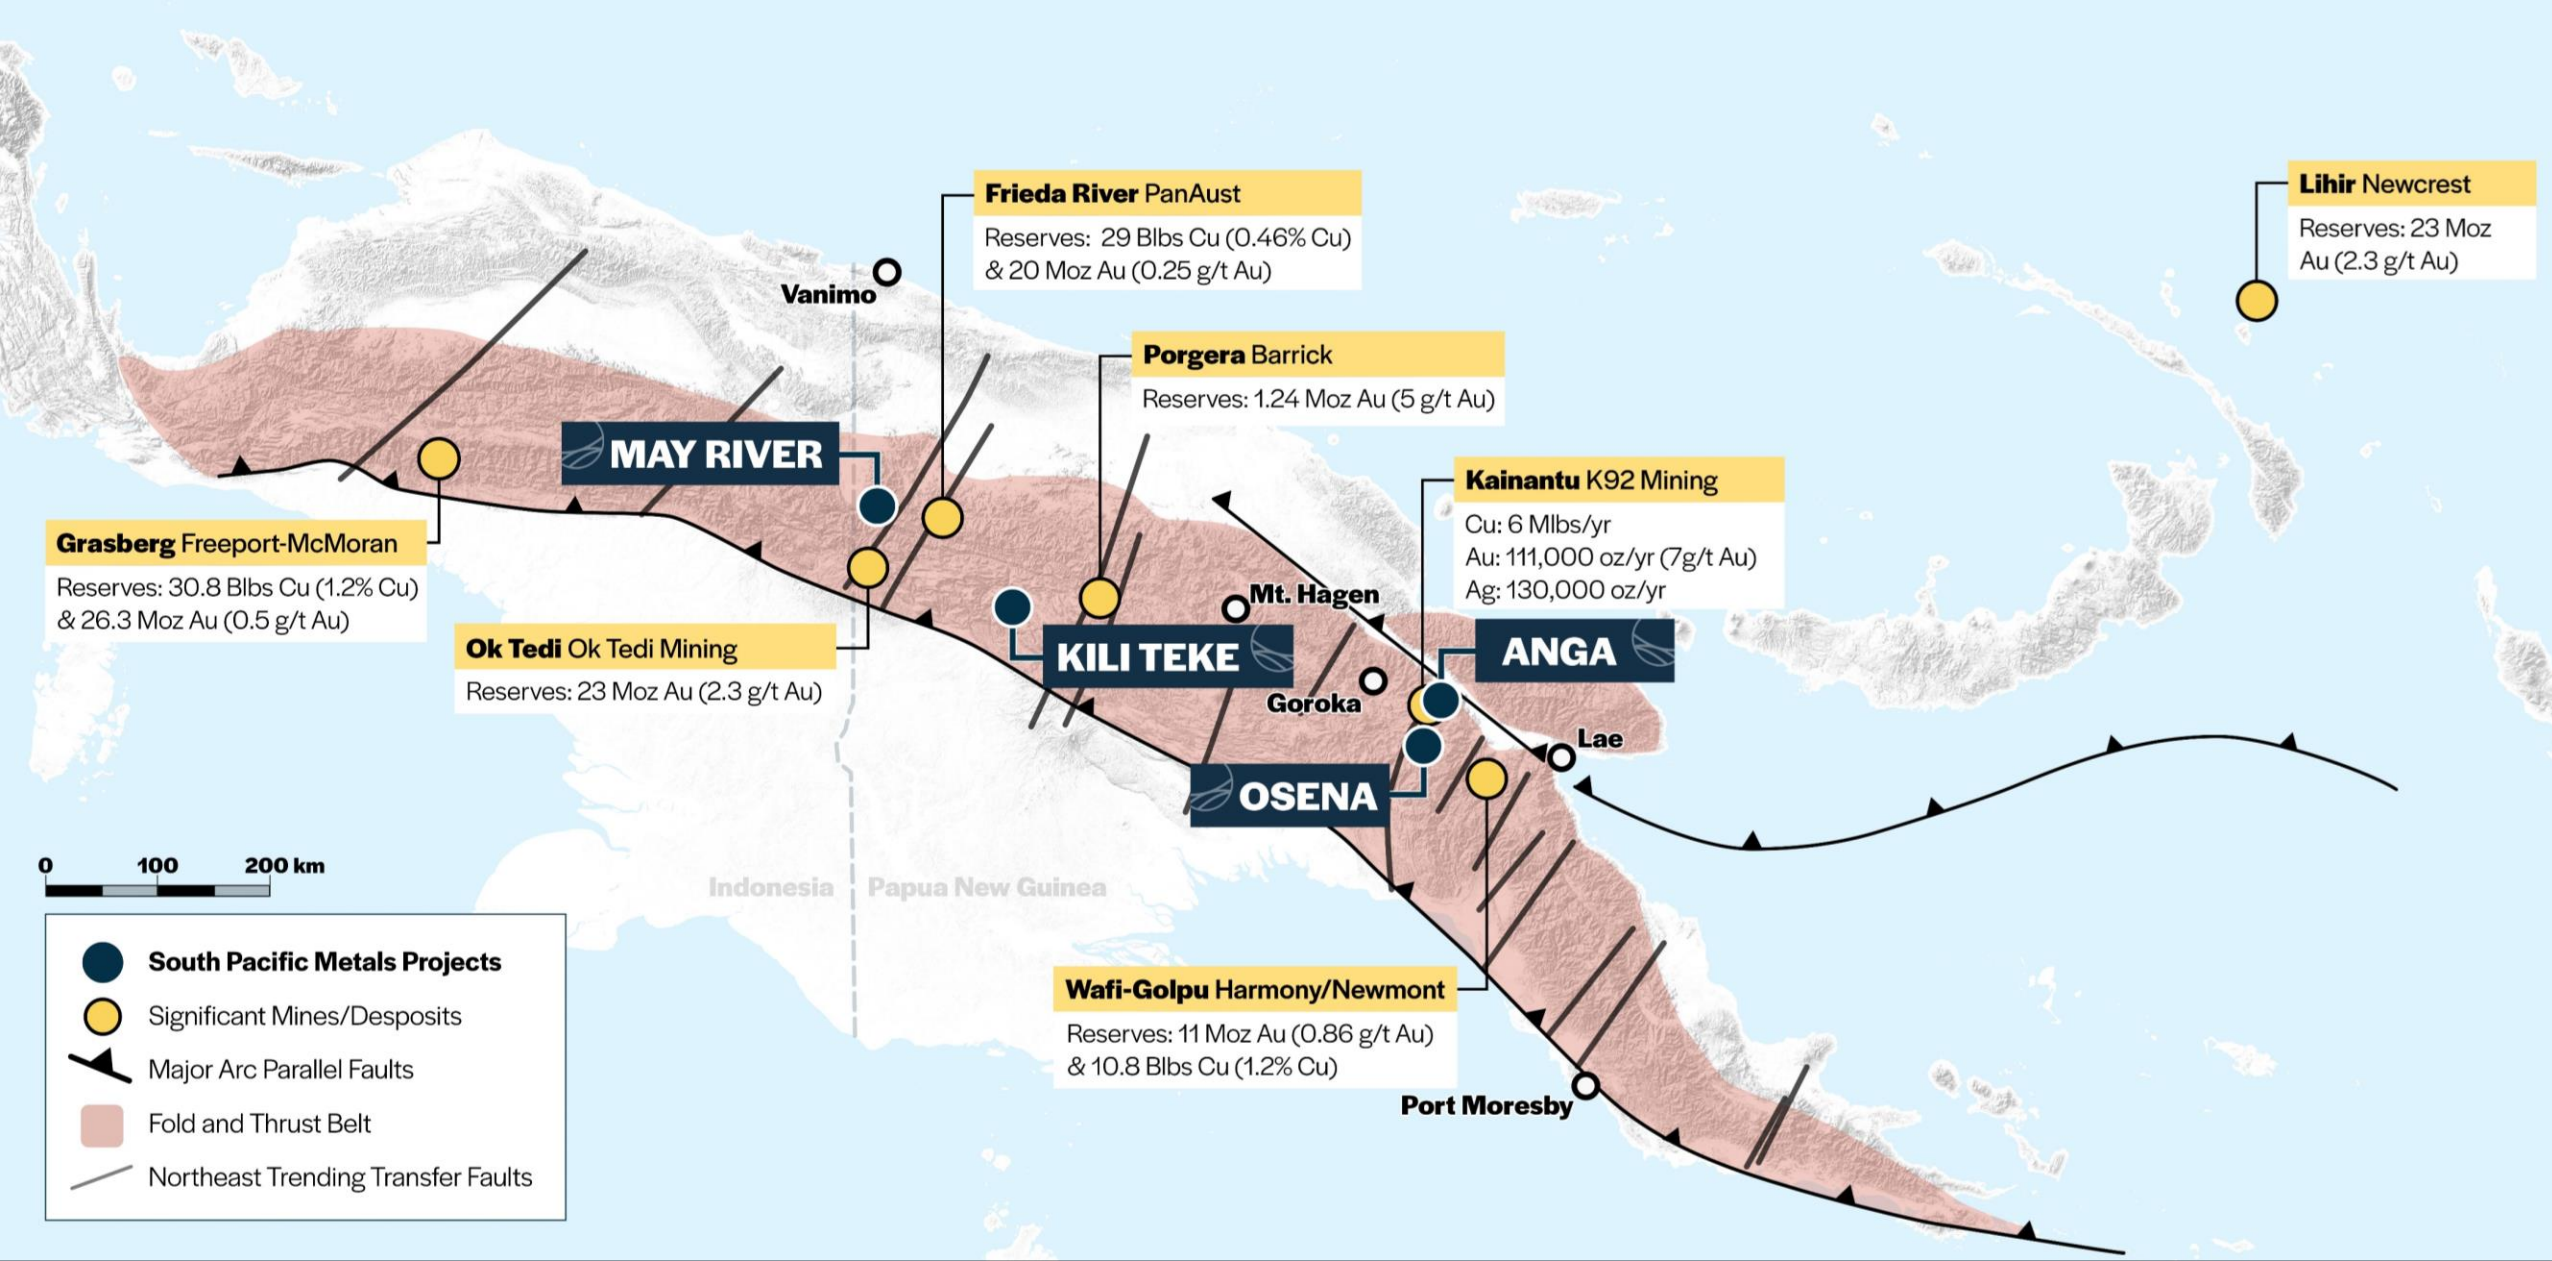 Lihir Newcrest
Reserves: 23 Moz
Au (2.3 g/t Au)
Frieda River PanAust
Reserves: 29 Blbs Cu (0.46% Cu)
& 20 Moz Au (0.25 g/t Au)
Vanimo
Porgera Barrick
Reserves: 1.24 Moz Au (5 g/t Au)
MAY RIVER
Kainantu K92 Mining
Cu: 6 Mlbs/yr
Au: 111,000 oz/yr (7g/t Au)
Ag: 130,000 oz/yr
Grasberg Freeport-McMoran
Reserves: 30.8 Blbs Cu (1.2% Cu)
& 26.3 Moz Au (0.5 g/t Au)
Mt. Hagen
Ok Tedi Ok Tedi Mining
Reserves: 23 Moz Au (2.3 g/t Au)
KILI TEKE
ANGA
Goroka
Lae
OSENA
Indonesia
Papua New Guinea
0 100 200 km
Wafi-Golpu Harmony/Newmont
Reserves: 11 Moz Au (0.86 g/t Au)
& 10.8 Blbs Cu (1.2% Cu)
Port Moresby
South Pacific Metals Projects
Significant Mines/Desposits
Major Arc Parallel Faults
Fold and Thrust Belt
Northeast Trending Transfer Faults